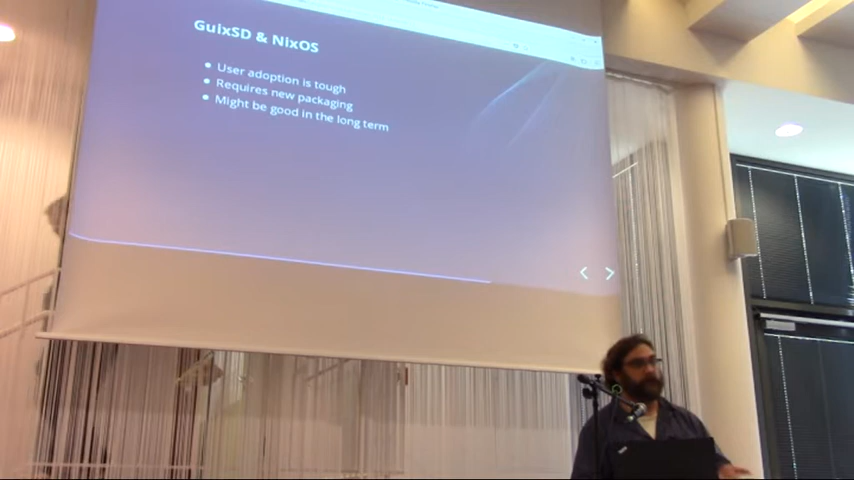 GuixSD & NixOS
User adoption is tough
Requires new packaging
Might be good in the long term